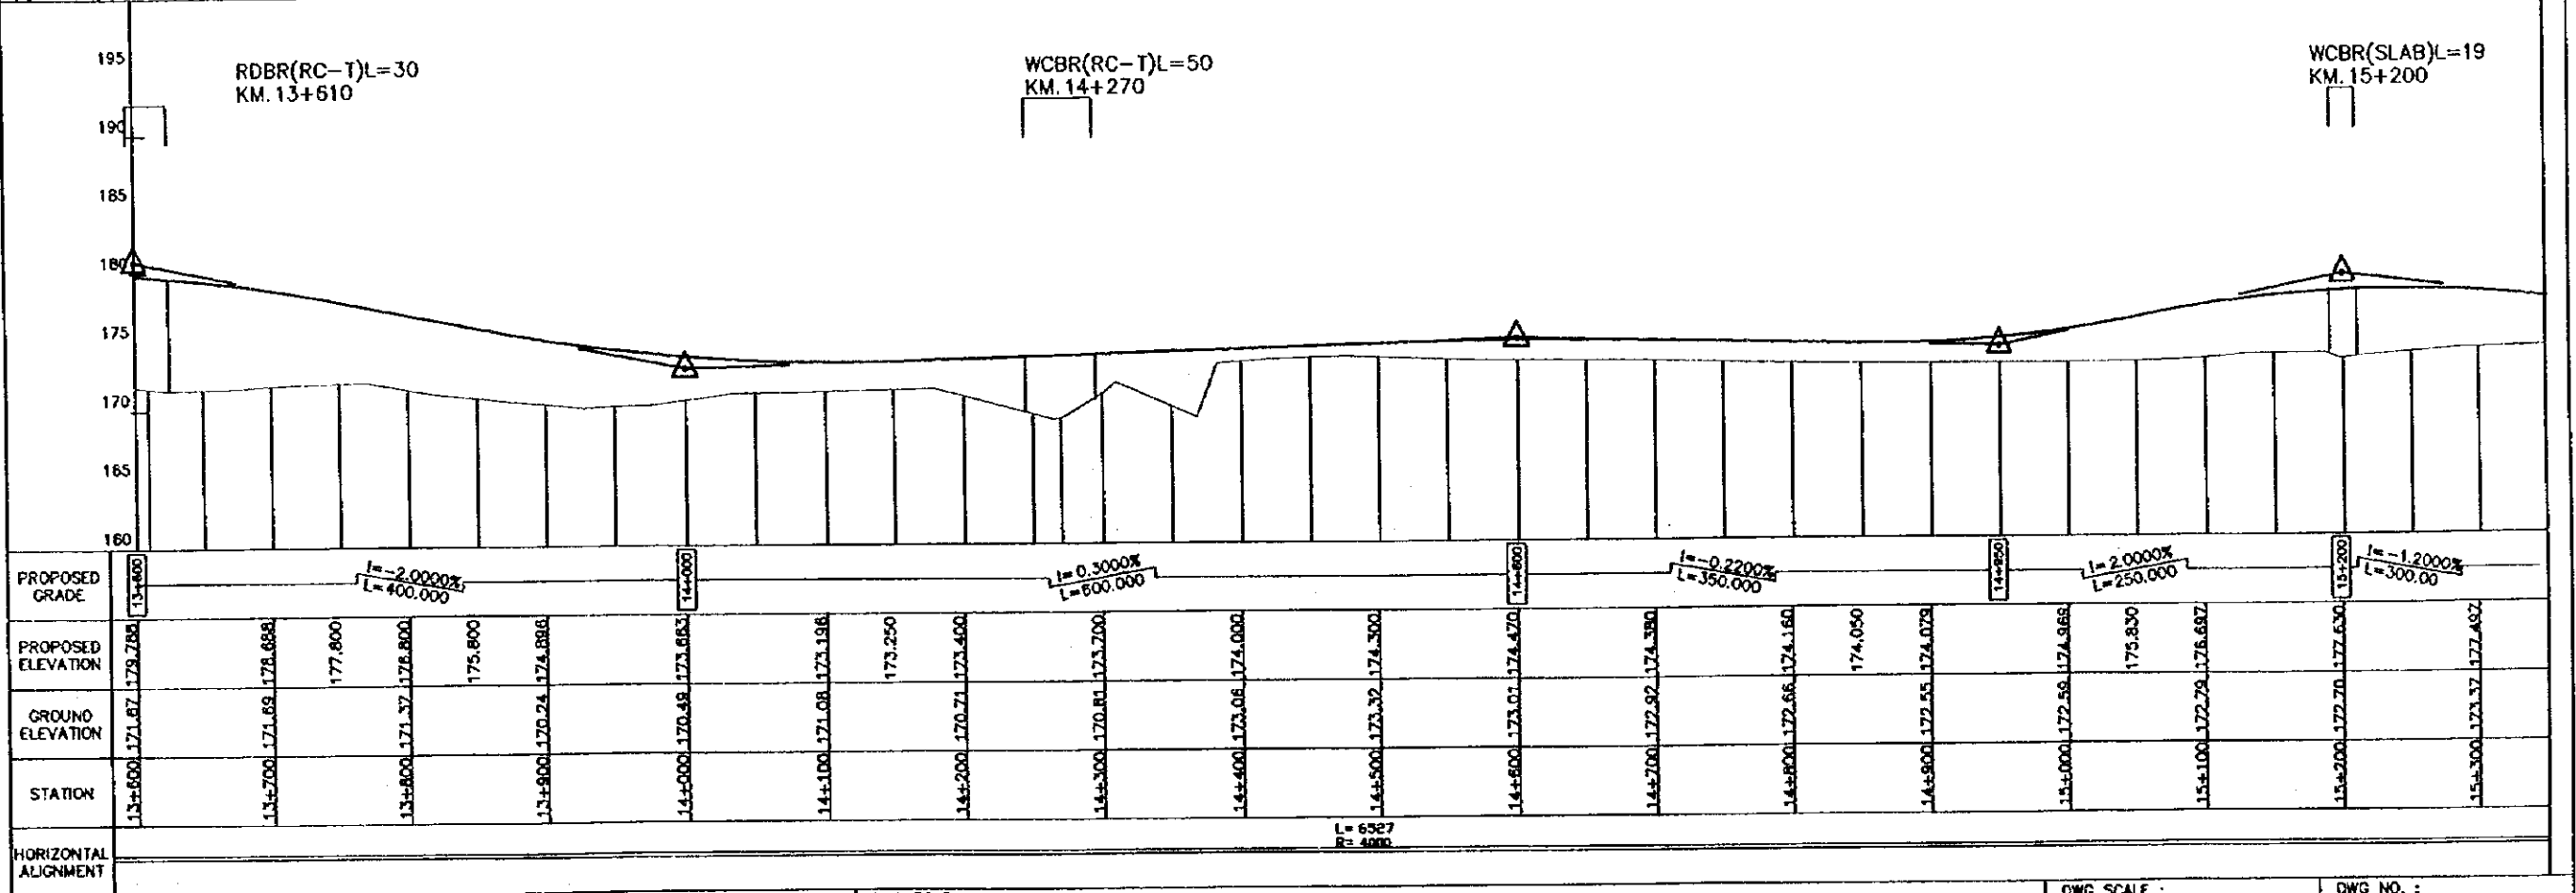 195
RDBR(RC-T)L=30
KM.13+610
WCBR(RC-T)L=50
KM.14+270
WCBR(SLAB)L=19
KM.15+200
190
185
180
175
170
165
160
PROPOSED
GRADE
13+600
I=-2.0000%
L=400.000
14+000
I=0.3000%
L=600.000
14+600
I=-0.2200%
L=350.000
14+950
I=2.0000%
L=250.000
15+200
I=-1.2000%
L=300.00
PROPOSED
ELEVATION
179.788 178.688 177.800 176.800 175.800 174.898 173.663 173.198 173.250 173.400 173.700 174.000 174.300 174.470 174.380 174.160 174.050 174.079 174.969 175.830 176.697 177.630 177.497
GROUND
ELEVATION
171.67 171.69 171.37 170.24 170.49 171.08 170.71 170.81 173.06 173.32 173.01 172.92 172.66 172.55 172.59 172.79 172.70 173.37
STATION
13+600 13+700 13+800 13+900 14+000 14+100 14+200 14+300 14+400 14+500 14+600 14+700 14+800 14+900 15+000 15+100 15+200 15+300
L= 6527
R= 4000
HORIZONTAL
ALIGNMENT
DWG SCALE :
DWG NO. :